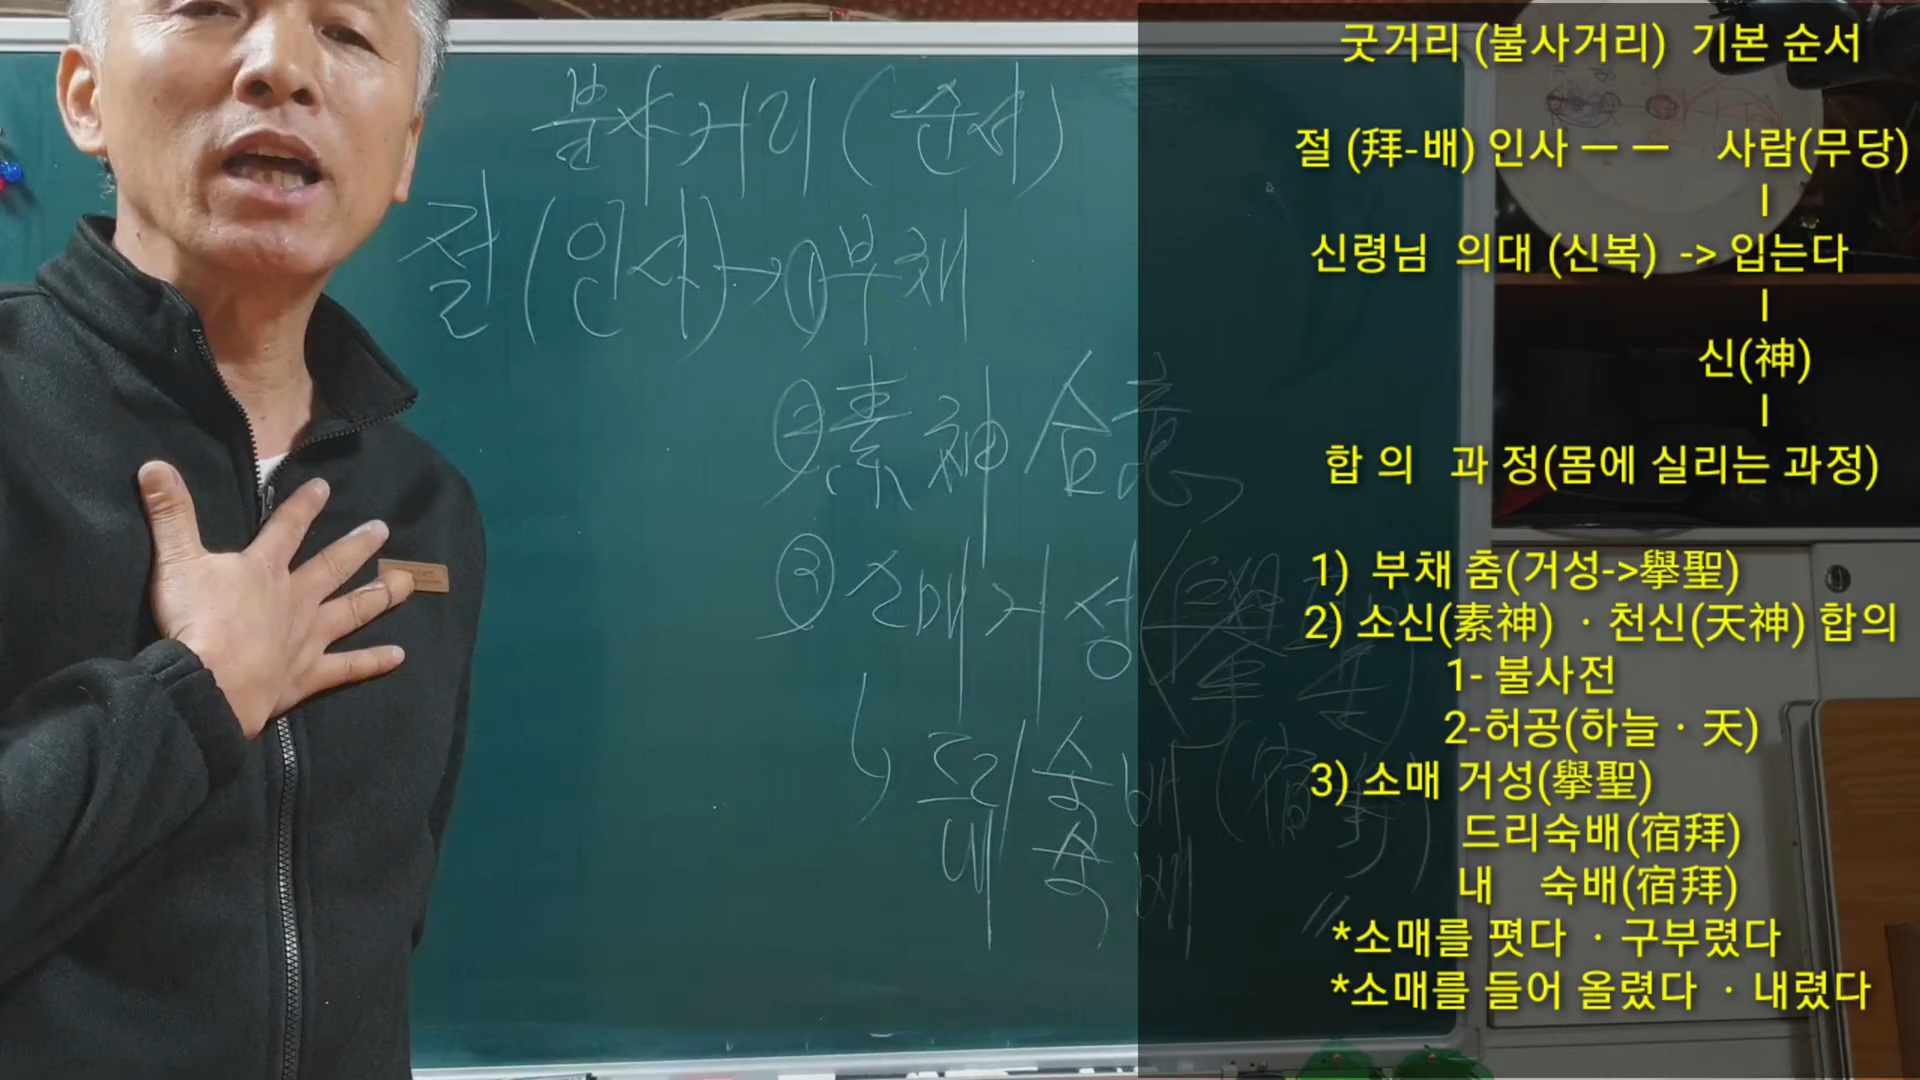 불사거리 (순서)
절 (인사) → ① 부채
② 素神合意
③ 소매거성 (擧聖)
드리숙배 (宿拜)
내 숙배 〃
굿거리 (불사거리) 기본 순서
절 (拜-배) 인사 ー ー 사람(무당)
ㅣ
신령님 의대 (신복) -> 입는다
ㅣ
신(神)
ㅣ
합 의 과 정(몸에 실리는 과정)
1) 부채 춤(거성->擧聖)
2) 소신(素神) · 천신(天神) 합의
1- 불사전
2-허공(하늘 · 天)
3) 소매 거성(擧聖)
드리숙배(宿拜)
내 숙배(宿拜)
*소매를 폇다 · 구부렸다
*소매를 들어 올렸다 · 내렸다